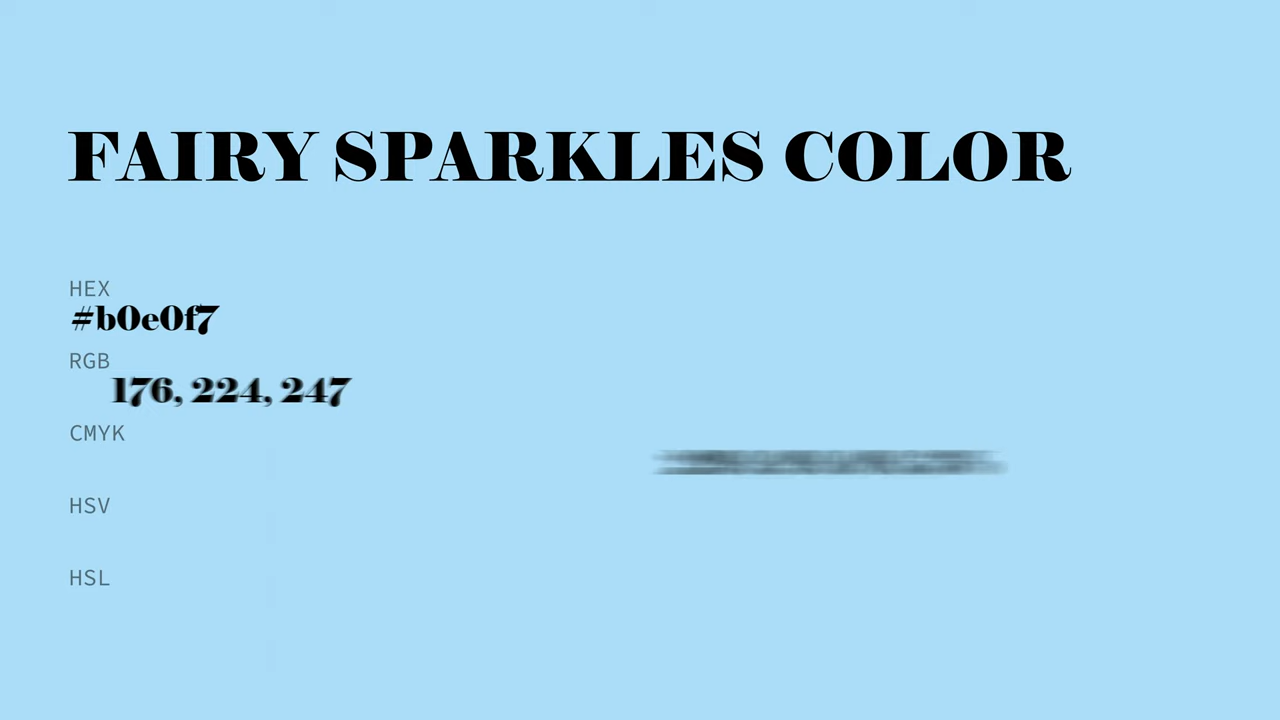 FAIRY SPARKLES COLOR
HEX
#b0e0f7
RGB
176, 224, 247
CMYK
HSV
HSL